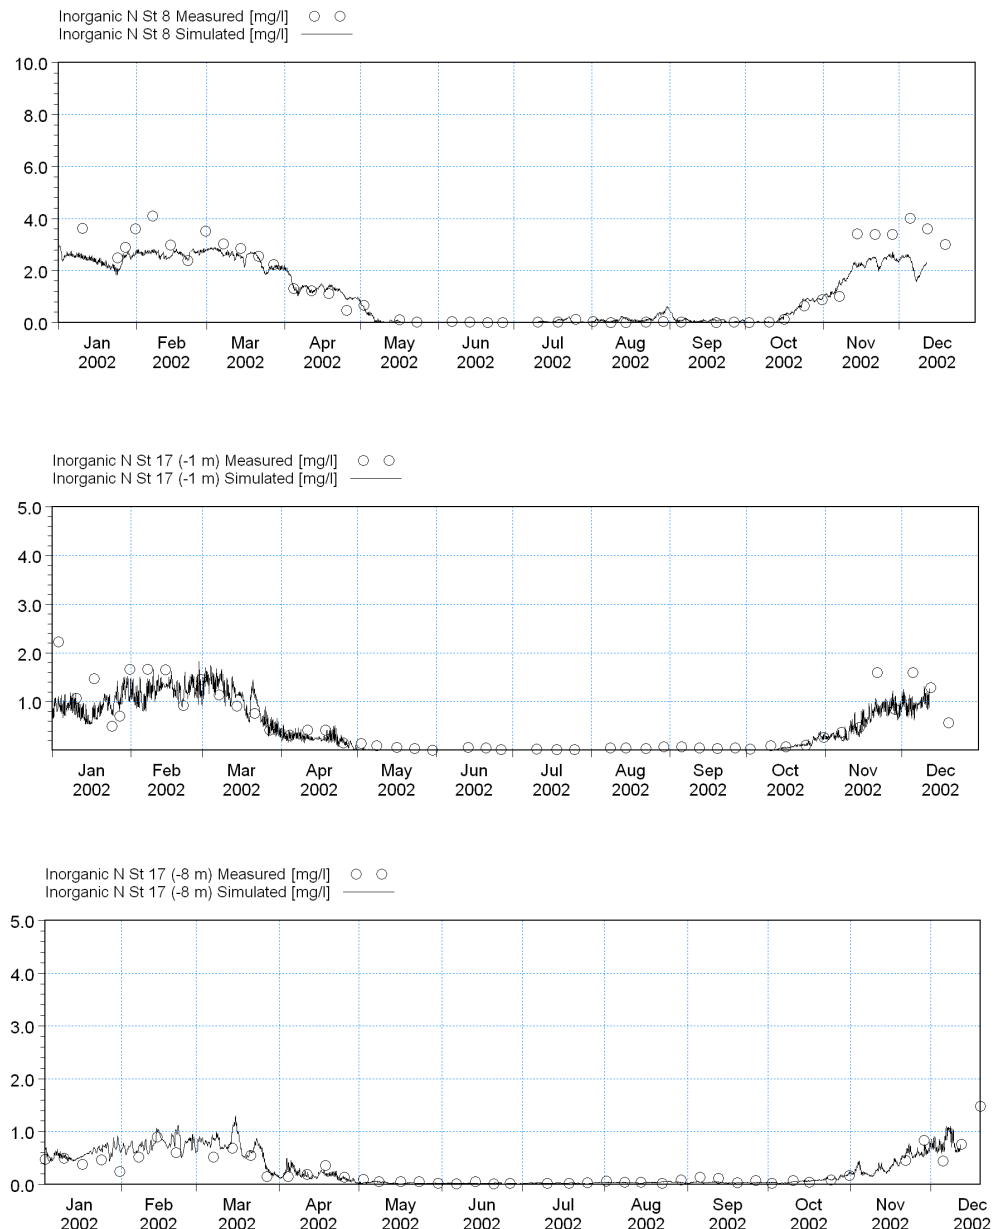 Inorganic N St 8 Measured [mg/l]
Inorganic N St 8 Simulated [mg/l]
10.0
8.0
6.0
4.0
2.0
0.0
Jan Feb Mar Apr May Jun Jul Aug Sep Oct Nov Dec
2002 2002 2002 2002 2002 2002 2002 2002 2002 2002 2002 2002
Inorganic N St 17 (-1 m) Measured [mg/l]
Inorganic N St 17 (-1 m) Simulated [mg/l]
5.0
4.0
3.0
2.0
1.0
Jan Feb Mar Apr May Jun Jul Aug Sep Oct Nov Dec
2002 2002 2002 2002 2002 2002 2002 2002 2002 2002 2002 2002
Inorganic N St 17 (-8 m) Measured [mg/l]
Inorganic N St 17 (-8 m) Simulated [mg/l]
5.0
4.0
3.0
2.0
1.0
0.0
Jan Feb Mar Apr May Jun Jul Aug Sep Oct Nov Dec
2002 2002 2002 2002 2002 2002 2002 2002 2002 2002 2002 2002